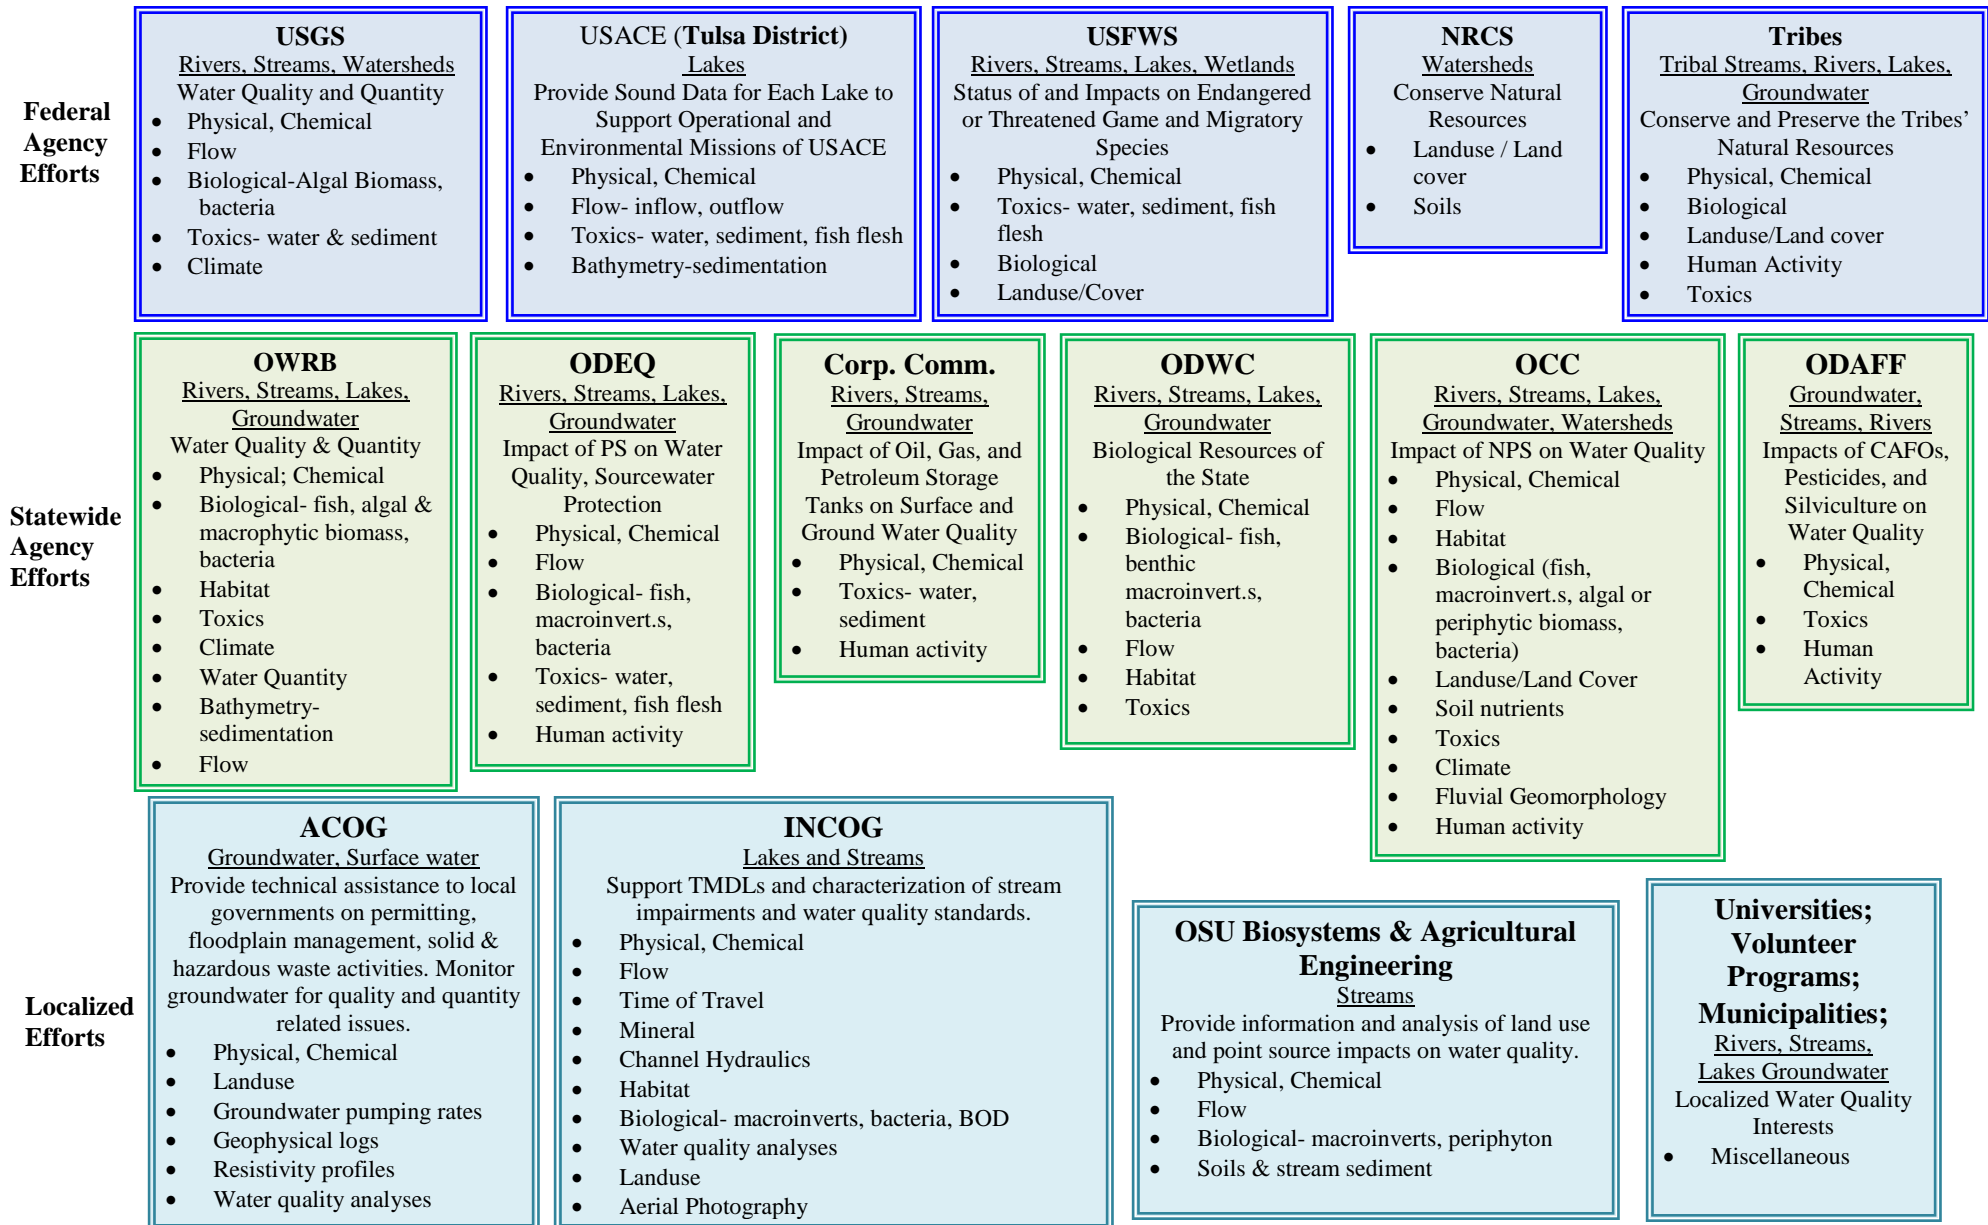 Federal
Agency
Efforts
USGS
Rivers, Streams, Watersheds
Water Quality and Quantity
• Physical, Chemical
• Flow
• Biological-Algal Biomass,
bacteria
• Toxics- water & sediment
• Climate
USACE (Tulsa District)
Lakes
Provide Sound Data for Each Lake to
Support Operational and
Environmental Missions of USACE
• Physical, Chemical
• Flow- inflow, outflow
• Toxics- water, sediment, fish flesh
• Bathymetry-sedimentation
USFWS
Rivers, Streams, Lakes, Wetlands
Status of and Impacts on Endangered
or Threatened Game and Migratory
Species
• Physical, Chemical
• Toxics- water, sediment, fish
flesh
• Biological
• Landuse/Cover
NRCS
Watersheds
Conserve Natural
Resources
• Landuse / Land
cover
• Soils
Tribes
Tribal Streams, Rivers, Lakes,
Groundwater
Conserve and Preserve the Tribes’
Natural Resources
• Physical, Chemical
• Biological
• Landuse/Land cover
• Human Activity
• Toxics
Statewide
Agency
Efforts
OWRB
Rivers, Streams, Lakes,
Groundwater
Water Quality & Quantity
• Physical; Chemical
• Biological- fish, algal &
macrophytic biomass,
bacteria
• Habitat
• Toxics
• Climate
• Water Quantity
• Bathymetry-
sedimentation
• Flow
ODEQ
Rivers, Streams, Lakes,
Groundwater
Impact of PS on Water
Quality, Sourcewater
Protection
• Physical, Chemical
• Flow
• Biological- fish,
macroinvert.s,
bacteria
• Toxics- water,
sediment, fish flesh
• Human activity
Corp. Comm.
Rivers, Streams,
Groundwater
Impact of Oil, Gas, and
Petroleum Storage
Tanks on Surface and
Ground Water Quality
• Physical, Chemical
• Toxics- water,
sediment
• Human activity
ODWC
Rivers, Streams, Lakes,
Groundwater
Biological Resources of
the State
• Physical, Chemical
• Biological- fish,
benthic
macroinvert.s,
bacteria
• Flow
• Habitat
• Toxics
OCC
Rivers, Streams, Lakes,
Groundwater, Watersheds
Impact of NPS on Water Quality
• Physical, Chemical
• Flow
• Habitat
• Biological (fish,
macroinvert.s, algal or
periphytic biomass,
bacteria)
• Landuse/Land Cover
• Soil nutrients
• Toxics
• Climate
• Fluvial Geomorphology
• Human activity
ODAFF
Groundwater,
Streams, Rivers
Impacts of CAFOs,
Pesticides, and
Silviculture on
Water Quality
• Physical,
Chemical
• Toxics
• Human
Activity
Localized
Efforts
ACOG
Groundwater, Surface water
Provide technical assistance to local
governments on permitting,
floodplain management, solid &
hazardous waste activities. Monitor
groundwater for quality and quantity
related issues.
• Physical, Chemical
• Landuse
• Groundwater pumping rates
• Geophysical logs
• Resistivity profiles
• Water quality analyses
INCOG
Lakes and Streams
Support TMDLs and characterization of stream
impairments and water quality standards.
• Physical, Chemical
• Flow
• Time of Travel
• Mineral
• Channel Hydraulics
• Habitat
• Biological- macroinverts, bacteria, BOD
• Water quality analyses
• Landuse
• Aerial Photography
OSU Biosystems & Agricultural
Engineering
Streams
Provide information and analysis of land use
and point source impacts on water quality.
• Physical, Chemical
• Flow
• Biological- macroinverts, periphyton
• Soils & stream sediment
Universities;
Volunteer
Programs;
Municipalities;
Rivers, Streams,
Lakes Groundwater
Localized Water Quality
Interests
• Miscellaneous